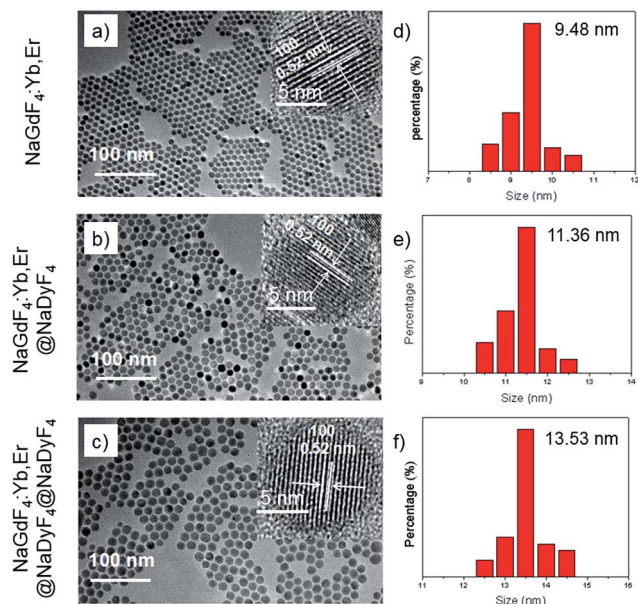 NaGdF4:Yb,Er
a)
100
0.52 nm
5 nm
100 nm
d)
9.48 nm
percentage (%)
7 8 9 10 11 12
Size (nm)
NaGdF4:Yb,Er
@NaDyF4
b)
100
0.52 nm
5 nm
100 nm
e)
11.36 nm
Percentage (%)
9 10 11 12 13 14
Size (nm)
NaGdF4:Yb,Er
@NaDyF4@NaDyF4
c)
100
0.52 nm
5 nm
100 nm
f)
13.53 nm
Percentage (%)
11 12 13 14 15 16
Size (nm)